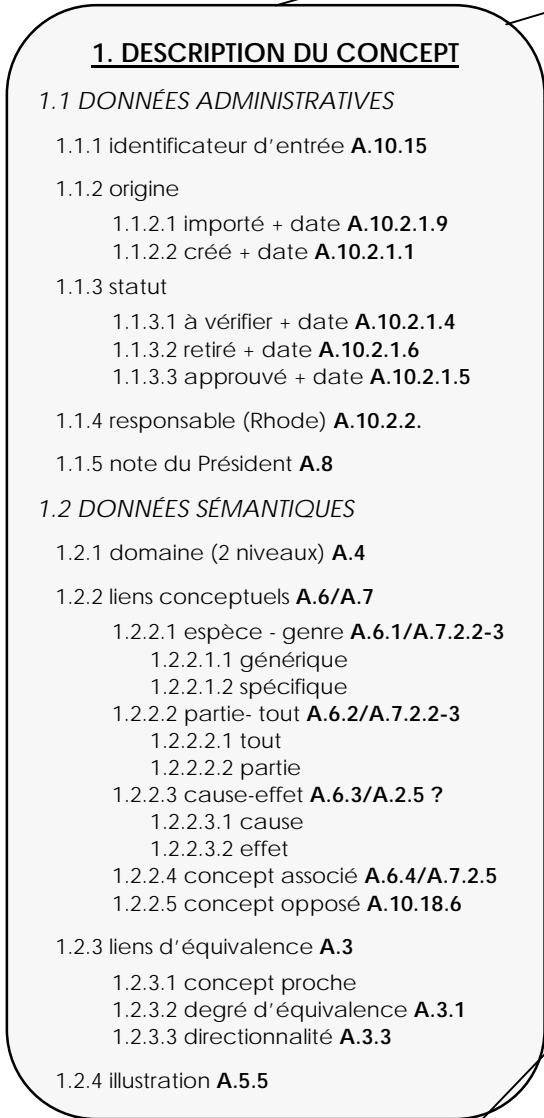 1. DESCRIPTION DU CONCEPT
1.1 DONNÉES ADMINISTRATIVES
1.1.1 identificateur d'entrée A.10.15
1.1.2 origine
1.1.2.1 importé + date A.10.2.1.9
1.1.2.2 créé + date A.10.2.1.1
1.1.3 statut
1.1.3.1 à vérifier + date A.10.2.1.4
1.1.3.2 retiré + date A.10.2.1.6
1.1.3.3 approuvé + date A.10.2.1.5
1.1.4 responsable (Rhode) A.10.2.2.
1.1.5 note du Président A.8
1.2 DONNÉES SÉMANTIQUES
1.2.1 domaine (2 niveaux) A.4
1.2.2 liens conceptuels A.6/A.7
1.2.2.1 espèce - genre A.6.1/A.7.2.2-3
1.2.2.1.1 générique
1.2.2.1.2 spécifique
1.2.2.2 partie- tout A.6.2/A.7.2.2-3
1.2.2.2.1 tout
1.2.2.2.2 partie
1.2.2.3 cause-effet A.6.3/A.2.5 ?
1.2.2.3.1 cause
1.2.2.3.2 effet
1.2.2.4 concept associé A.6.4/A.7.2.5
1.2.2.5 concept opposé A.10.18.6
1.2.3 liens d'équivalence A.3
1.2.3.1 concept proche
1.2.3.2 degré d'équivalence A.3.1
1.2.3.3 directionnalité A.3.3
1.2.4 illustration A.5.5